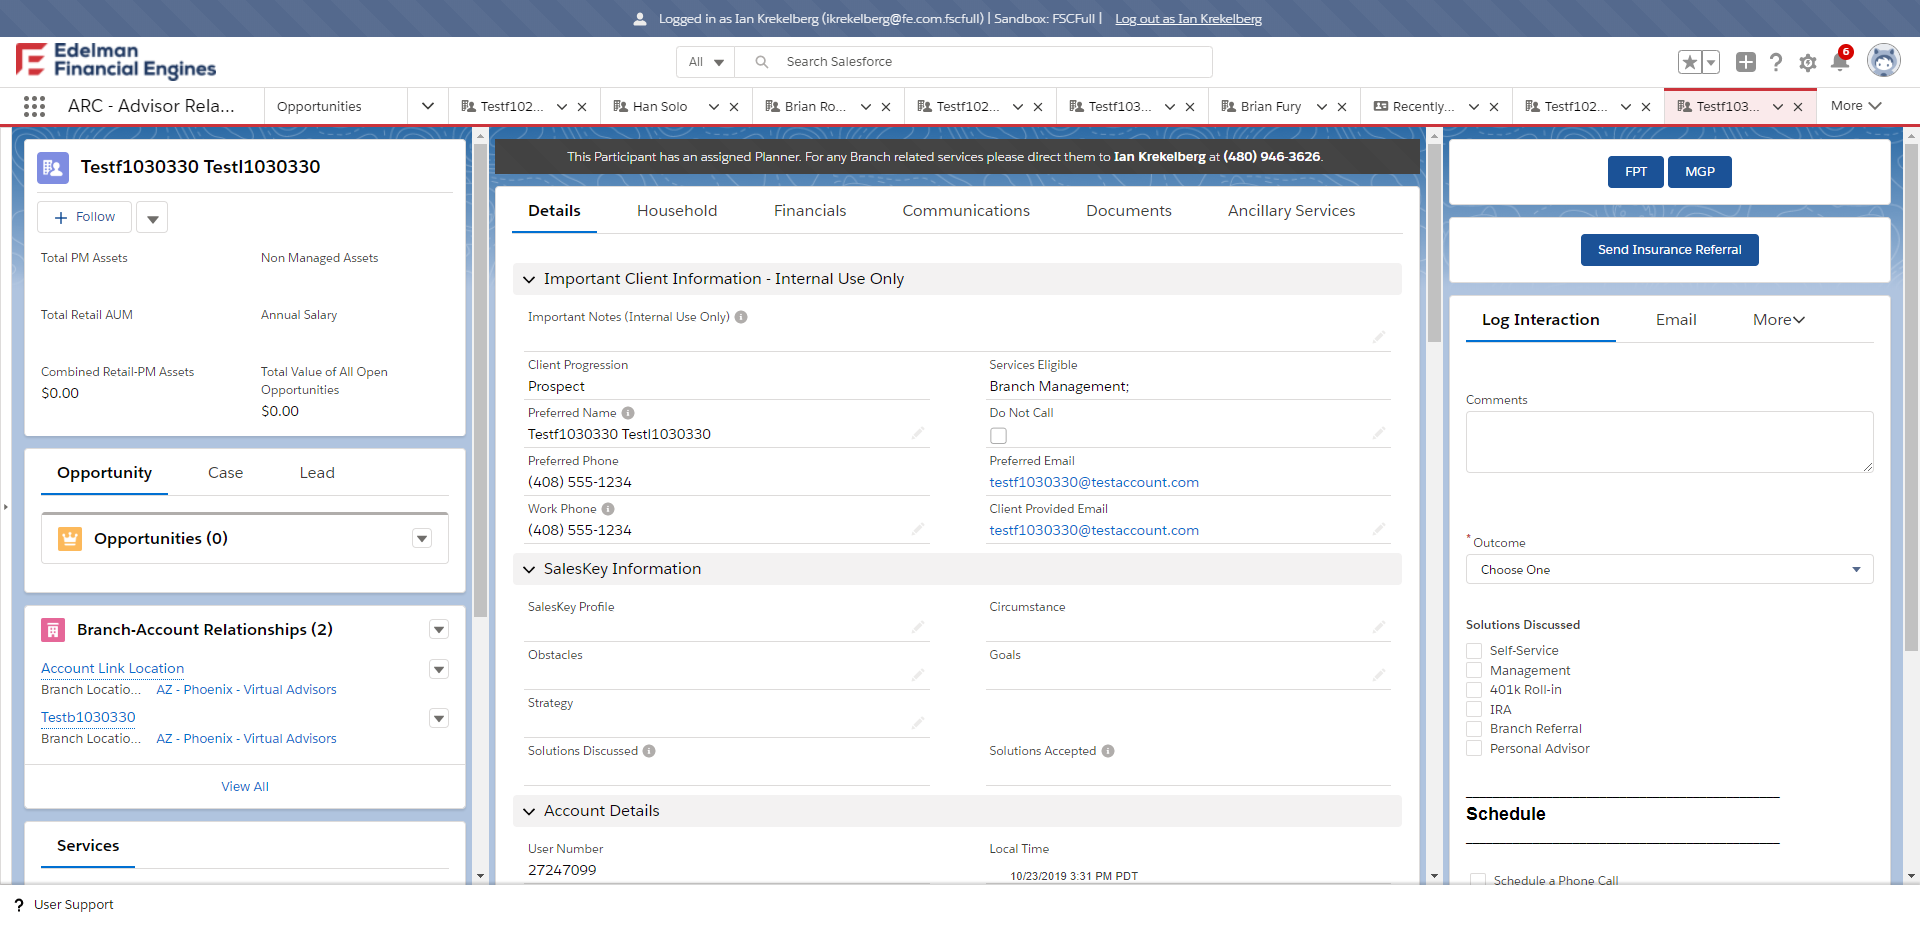 Logged in as Ian Krekelberg (ikrekelberg@fe.com.fscfull) | Sandbox: FSCFull | Log out as Ian Krekelberg
Edelman
Financial Engines
All
Search Salesforce
6
ARC - Advisor Rela...
Opportunities
Testf102...
Han Solo
Brian Ro...
Testf102...
Testf103...
Brian Fury
Recently...
Testf102...
Testf103...
More
Testf1030330 Testl1030330
Follow
Total PM Assets
Non Managed Assets
Total Retail AUM
Annual Salary
Combined Retail-PM Assets
$0.00
Total Value of All Open
Opportunities
$0.00
Opportunity
Case
Lead
Opportunities (0)
Branch-Account Relationships (2)
Account Link Location
Branch Locatio... AZ - Phoenix - Virtual Advisors
Testb1030330
Branch Locatio... AZ - Phoenix - Virtual Advisors
View All
Services
This Participant has an assigned Planner. For any Branch related services please direct them to Ian Krekelberg at (480) 946-3626.
Details
Household
Financials
Communications
Documents
Ancillary Services
Important Client Information - Internal Use Only
Important Notes (Internal Use Only)
Client Progression
Prospect
Services Eligible
Branch Management;
Preferred Name
Testf1030330 Testl1030330
Do Not Call
Preferred Phone
(408) 555-1234
Preferred Email
testf1030330@testaccount.com
Work Phone
(408) 555-1234
Client Provided Email
testf1030330@testaccount.com
SalesKey Information
SalesKey Profile
Circumstance
Obstacles
Goals
Strategy
Solutions Discussed
Solutions Accepted
Account Details
User Number
27247099
Local Time
10/23/2019 3:31 PM PDT
FPT
MGP
Send Insurance Referral
Log Interaction
Email
More
Comments
*Outcome
Choose One
Solutions Discussed
Self-Service
Management
401k Roll-in
IRA
Branch Referral
Personal Advisor
Schedule
Schedule a Phone Call
? User Support